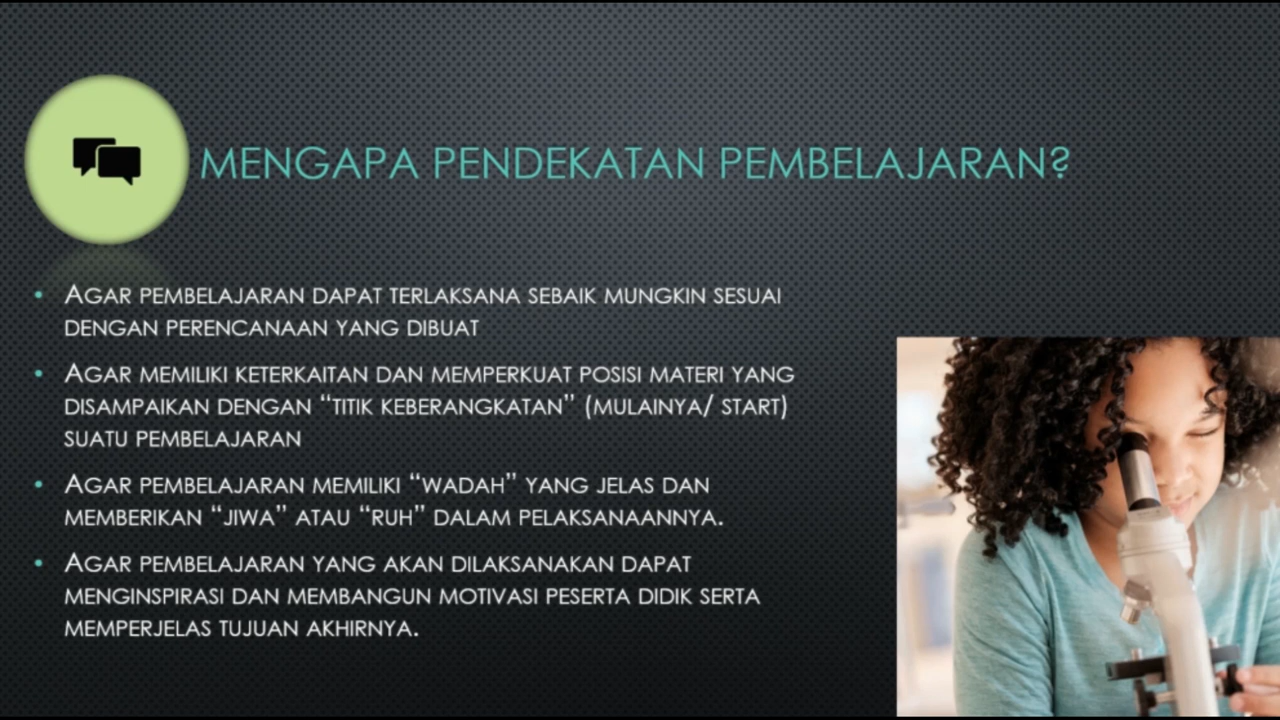 MENGAPA PENDEKATAN PEMBELAJARAN?
• AGAR PEMBELAJARAN DAPAT TERLAKSANA SEBAIK MUNGKIN SESUAI
DENGAN PERENCANAAN YANG DIBUAT
• AGAR MEMILIKI KETERKAITAN DAN MEMPERKUAT POSISI MATERI YANG
DISAMPAIKAN DENGAN “TITIK KEBERANGKATAN” (MULAINYA/ START)
SUATU PEMBELAJARAN
• AGAR PEMBELAJARAN MEMILIKI “WADAH” YANG JELAS DAN
MEMBERIKAN “JIWA” ATAU “RUH” DALAM PELAKSANAANNYA.
• AGAR PEMBELAJARAN YANG AKAN DILAKSANAKAN DAPAT
MENGINSPIRASI DAN MEMBANGUN MOTIVASI PESERTA DIDIK SERTA
MEMPERJELAS TUJUAN AKHIRNYA.